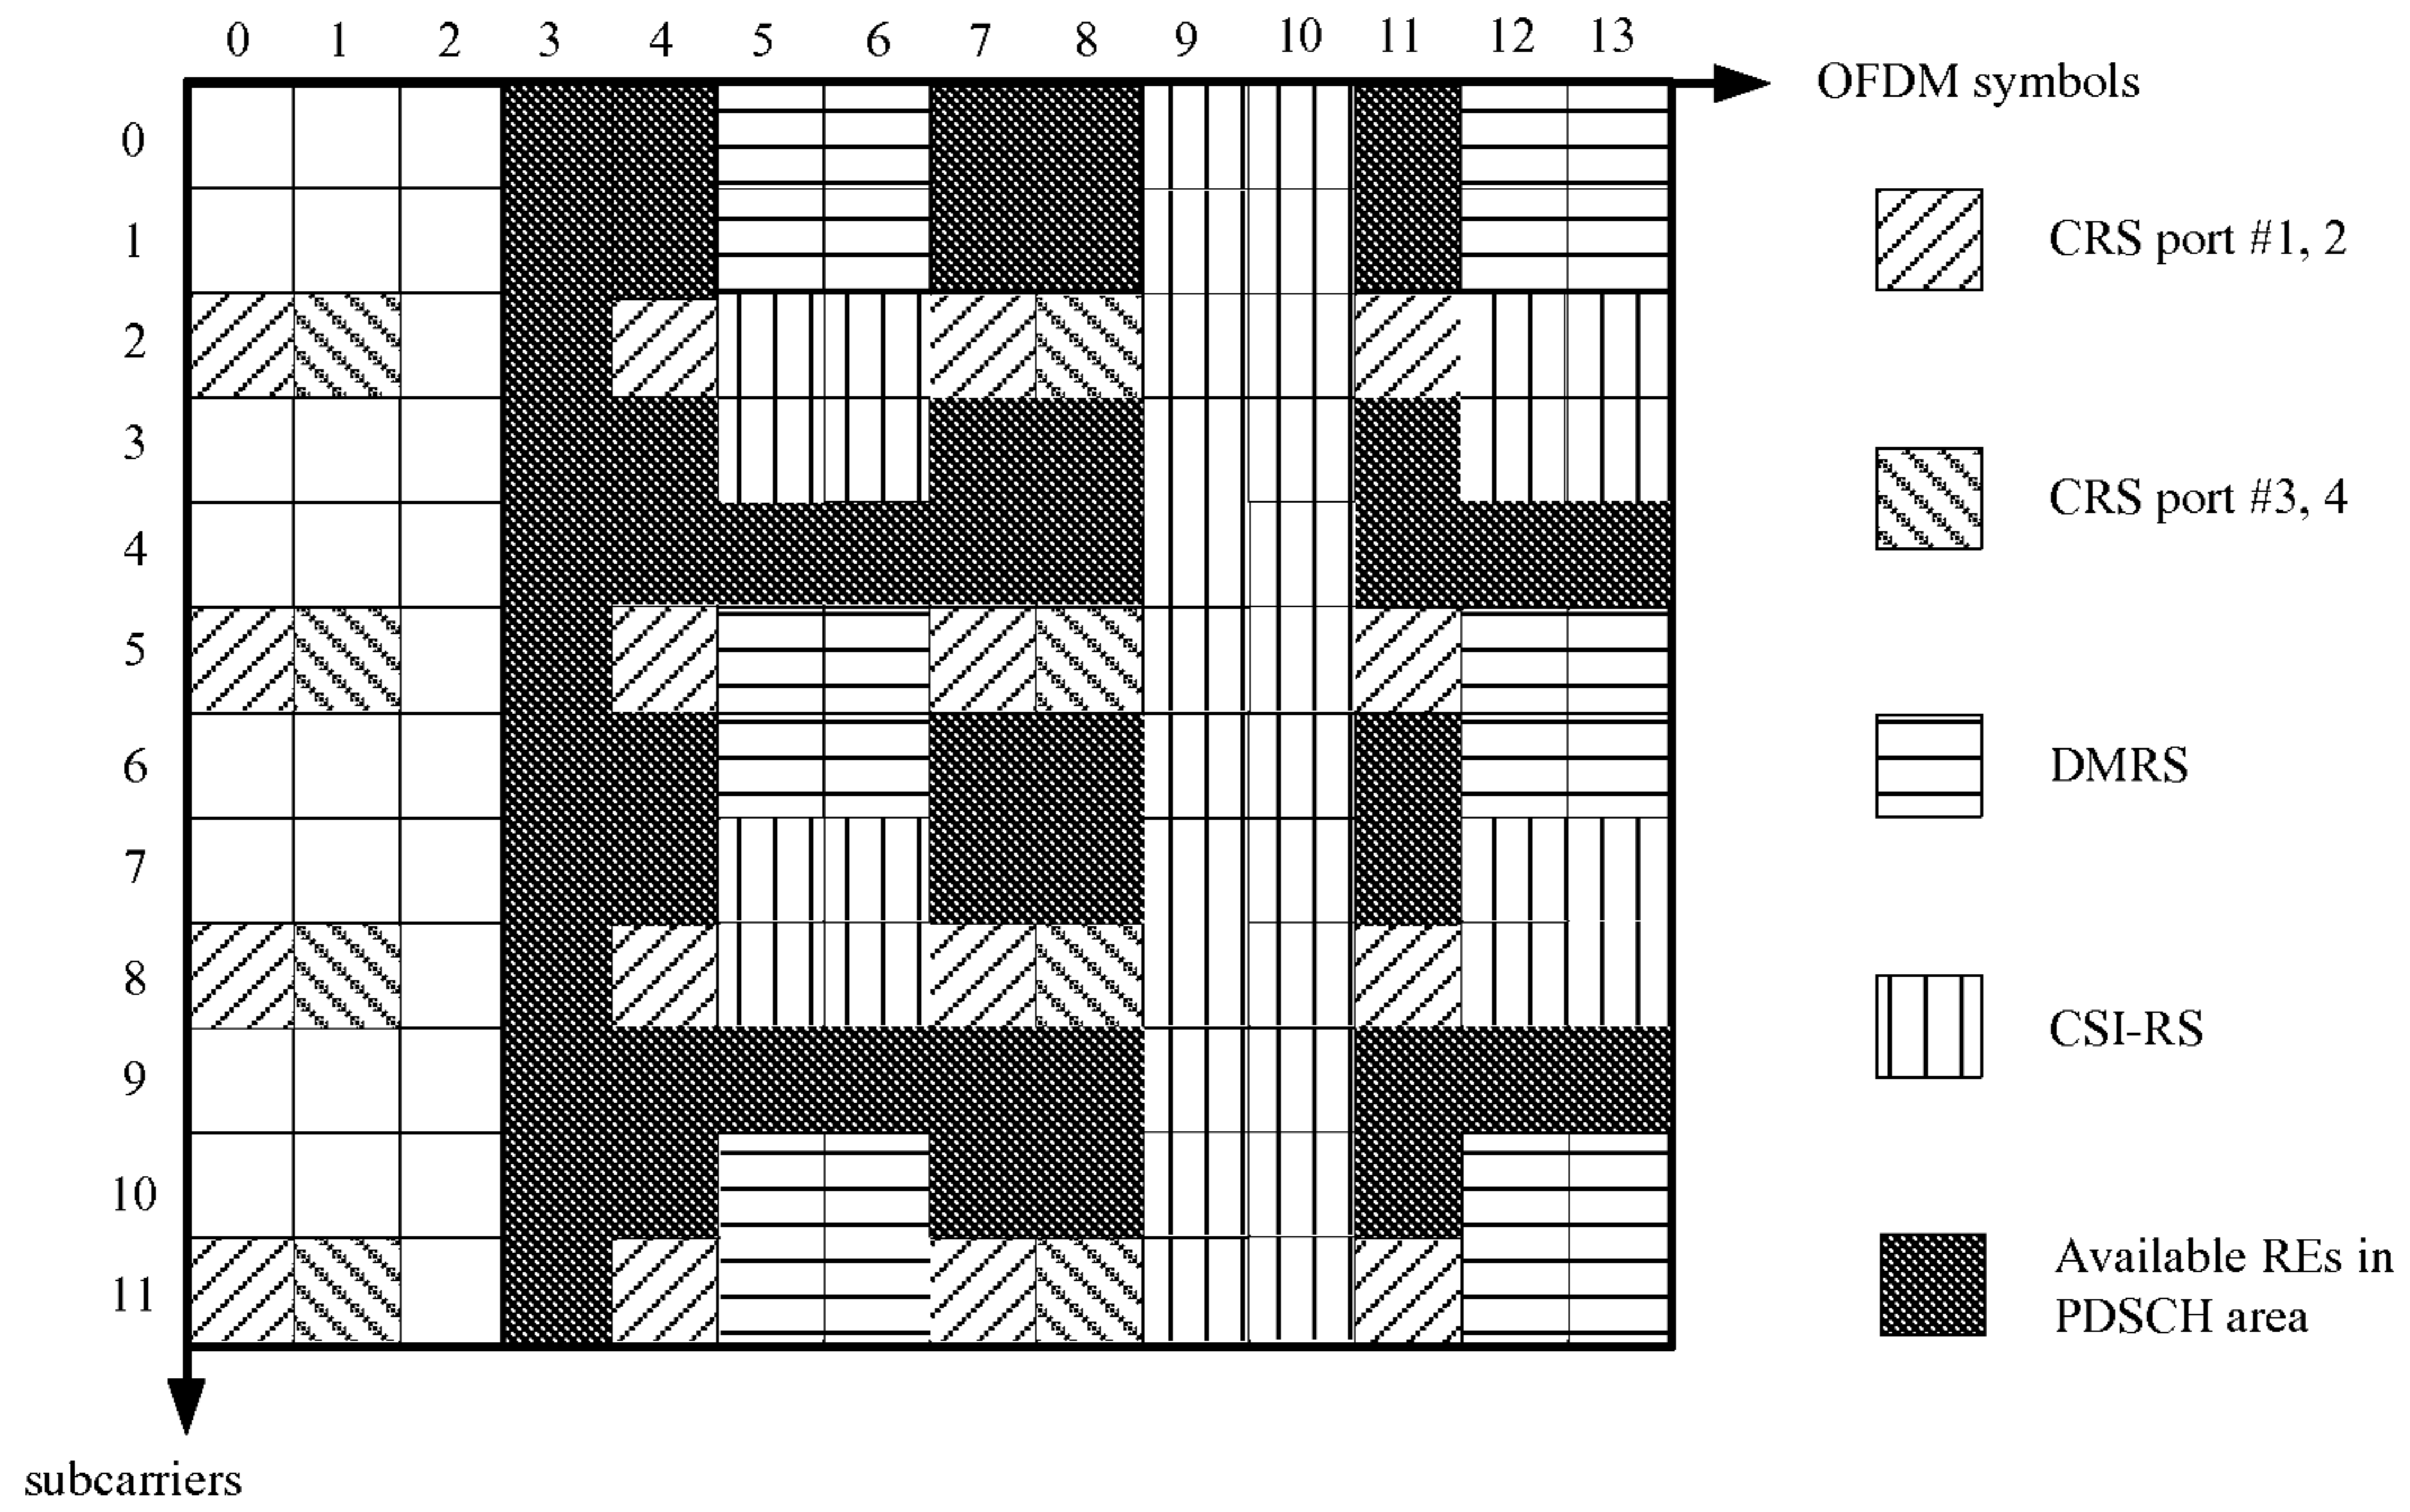 0 1 2 3 4 5 6 7 8 9 10 11 12 13
OFDM symbols
0
1
2
3
4
5
6
7
8
9
10
11
subcarriers
CRS port #1, 2
CRS port #3, 4
DMRS
CSI-RS
Available REs in
PDSCH area